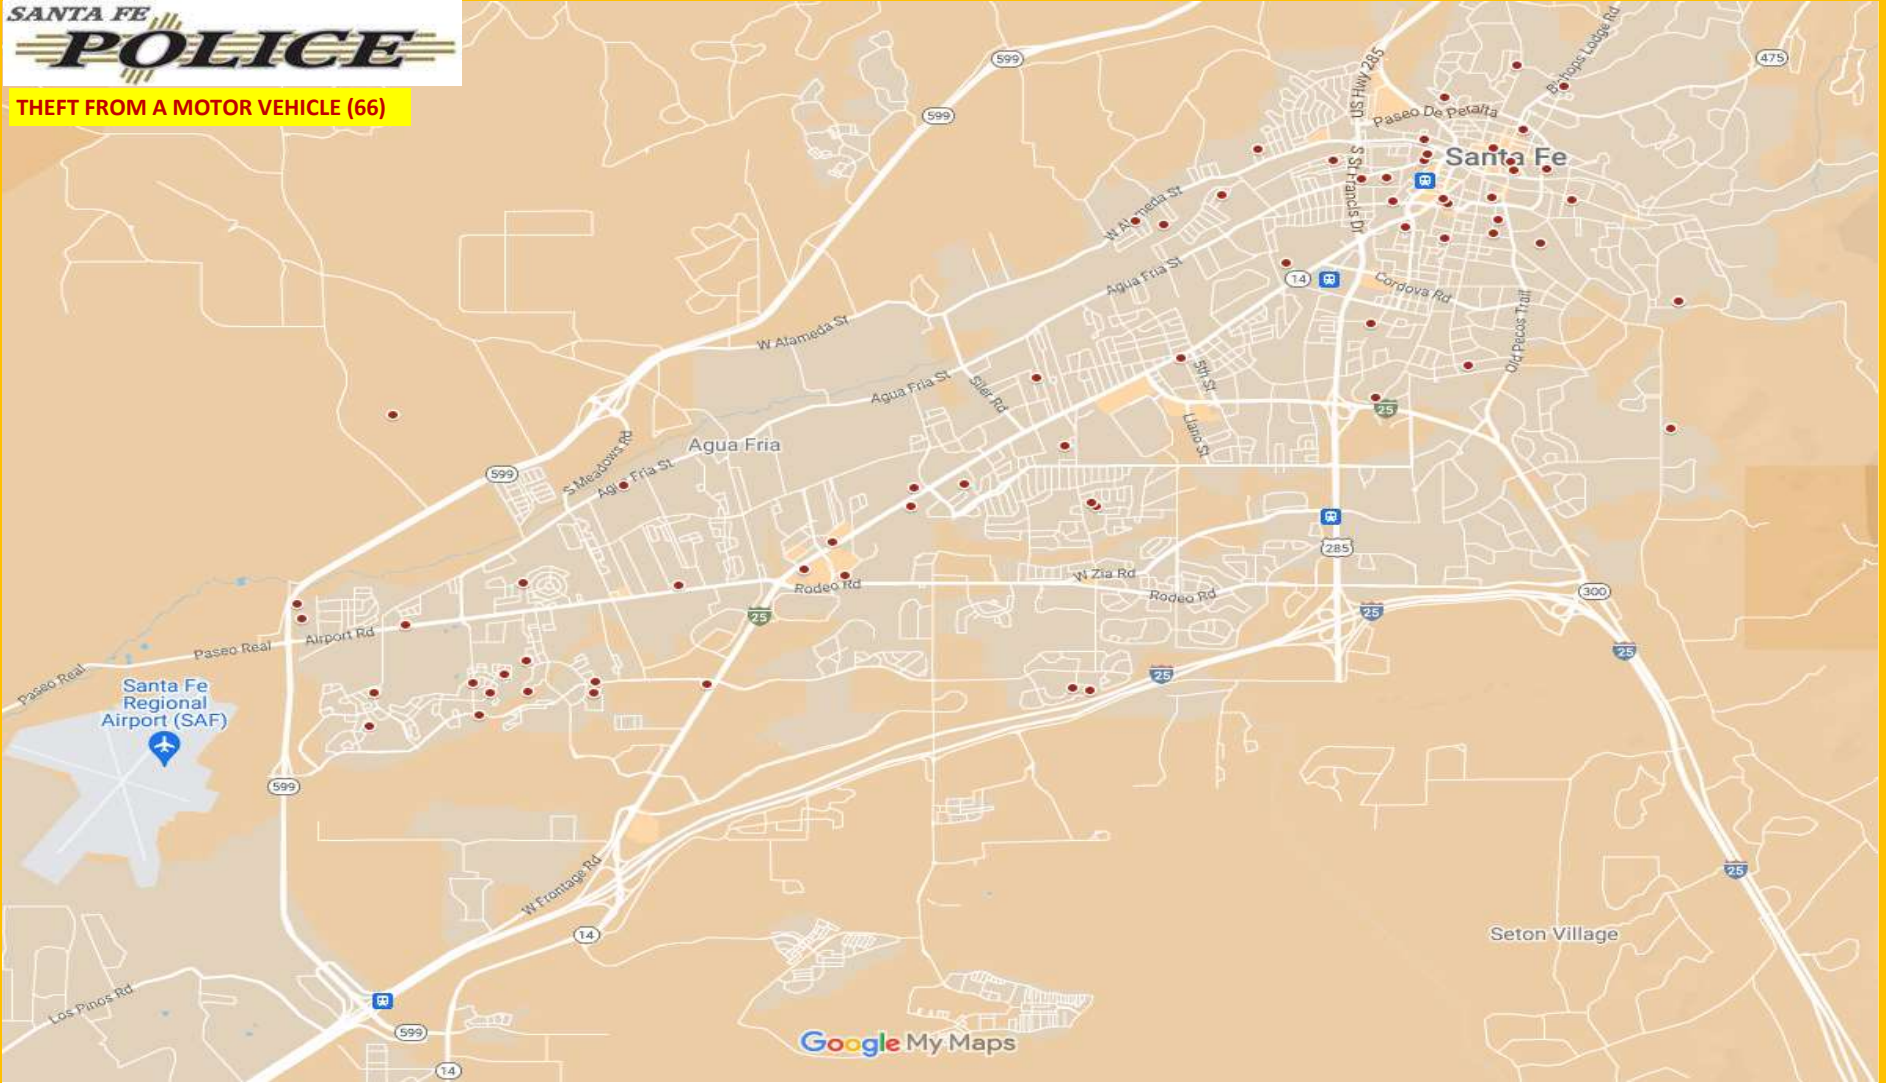 SANTA FE
POLICE
THEFT FROM A MOTOR VEHICLE (66)
599
599
US Hwy 285
Bishops Lodge Rd
475
Paseo De Peralta
Santa Fe
S St Francis Dr
W Alameda St
Agua Fria St
14
Cordova Rd
Old Pecos Trail
W Alameda St
5th St
Siler Rd
Agua Fria St
25
Llano St
Agua Fria
S Meadows Rd
Agua Fria St
599
285
W Zia Rd
Rodeo Rd
Rodeo Rd
300
25
25
Airport Rd
Paseo Real
Paseo Real
25
25
Santa Fe
Regional
Airport (SAF)
599
W Frontage Rd
25
14
Seton Village
Los Pinos Rd
599
Google My Maps
14